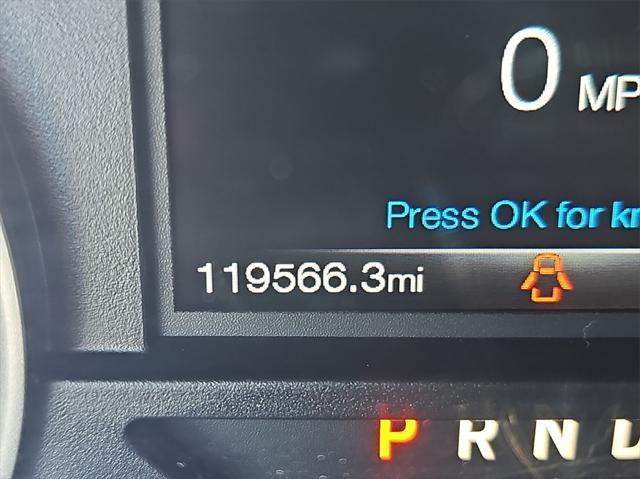 0 MP
Press OK for k
119566.3mi
P R N D